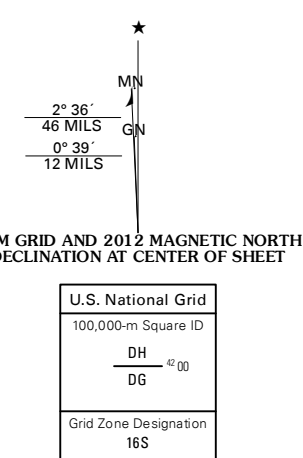 ★
MN
2° 36´
46 MILS
GN
0° 39´
12 MILS
M GRID AND 2012 MAGNETIC NORTH
DECLINATION AT CENTER OF SHEET
U.S. National Grid
100,000-m Square ID
DH
42 00
DG
Grid Zone Designation
16S